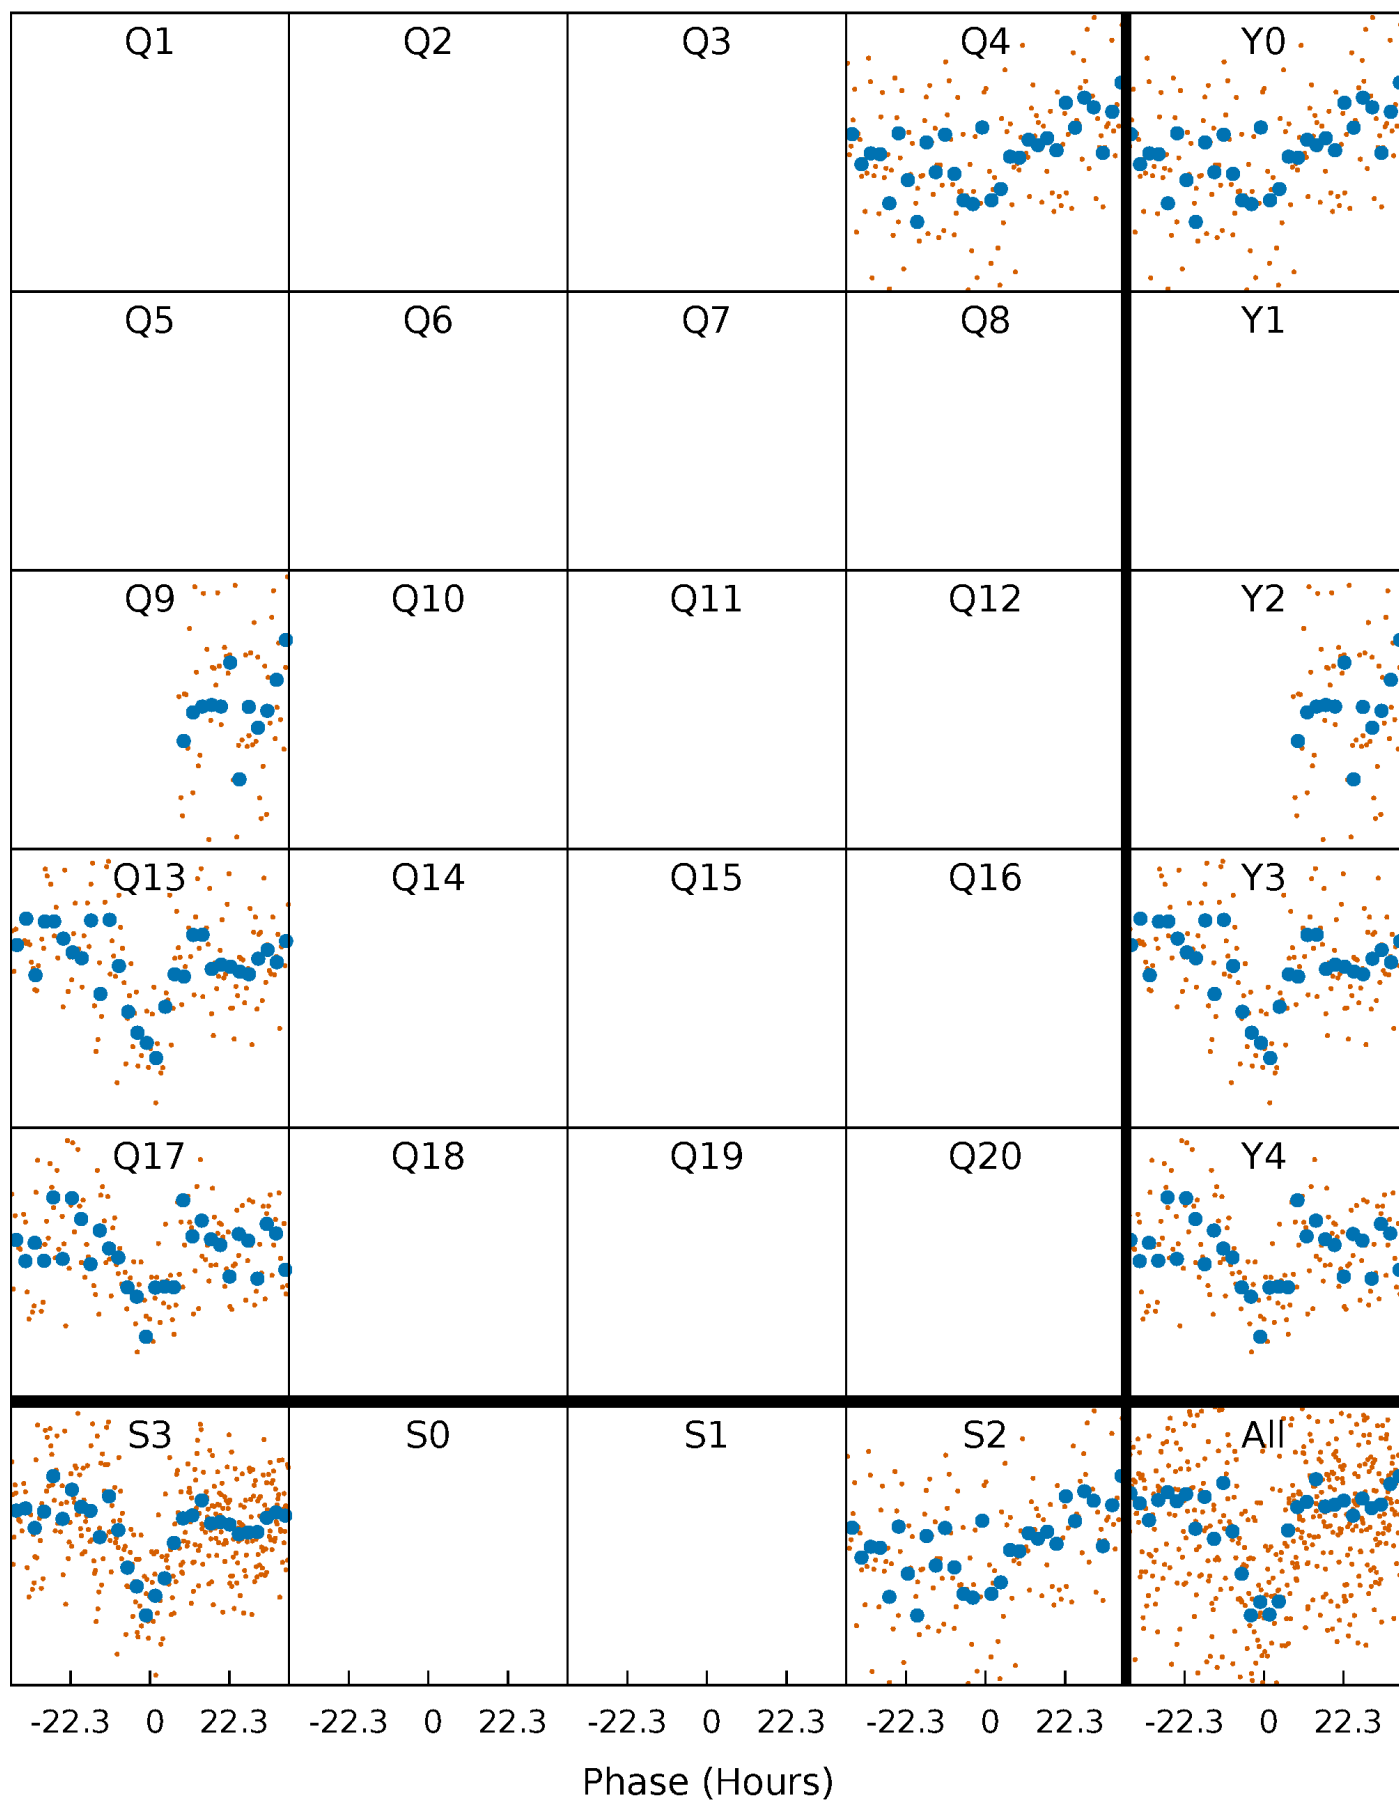 Q1 Q2 Q3 Q4 Y0
Q5 Q6 Q7 Q8 Y1
Q9 Q10 Q11 Q12 Y2
Q13 Q14 Q15 Q16 Y3
Q17 Q18 Q19 Q20 Y4
S3 S0 S1 S2 All
-22.3 0 22.3 -22.3 0 22.3 -22.3 0 22.3 -22.3 0 22.3 -22.3 0 22.3
Phase (Hours)